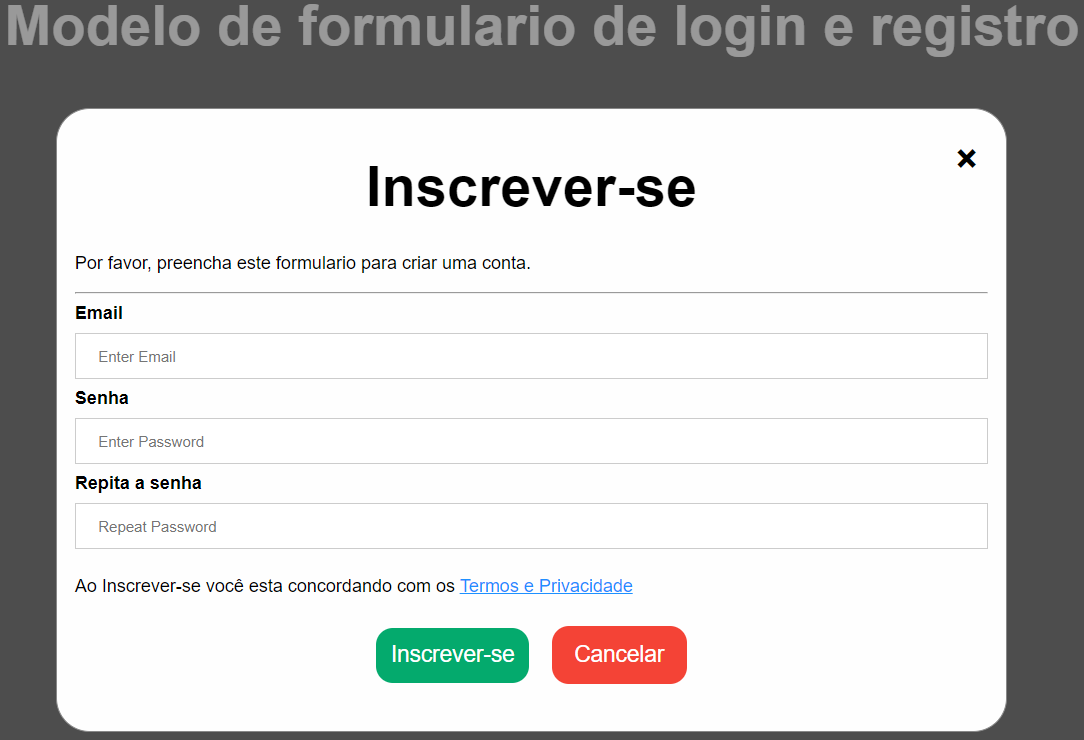 Modelo de formulario de login e registro
×
Inscrever-se
Por favor, preencha este formulario para criar uma conta.
Email
Enter Email
Senha
Enter Password
Repita a senha
Repeat Password
Ao Inscrever-se você esta concordando com os Termos e Privacidade
Inscrever-se Cancelar